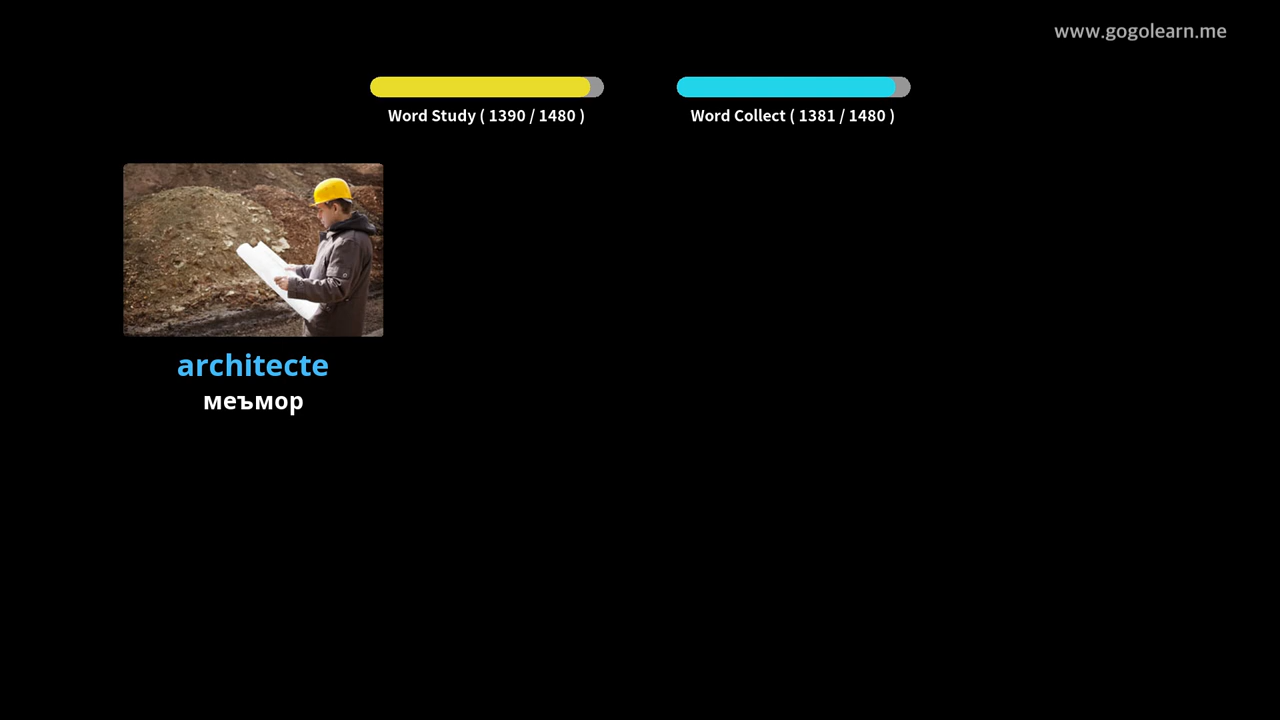 www.gogolearn.me
Word Study ( 1390 / 1480 )
Word Collect ( 1381 / 1480 )
architecte
меъмор